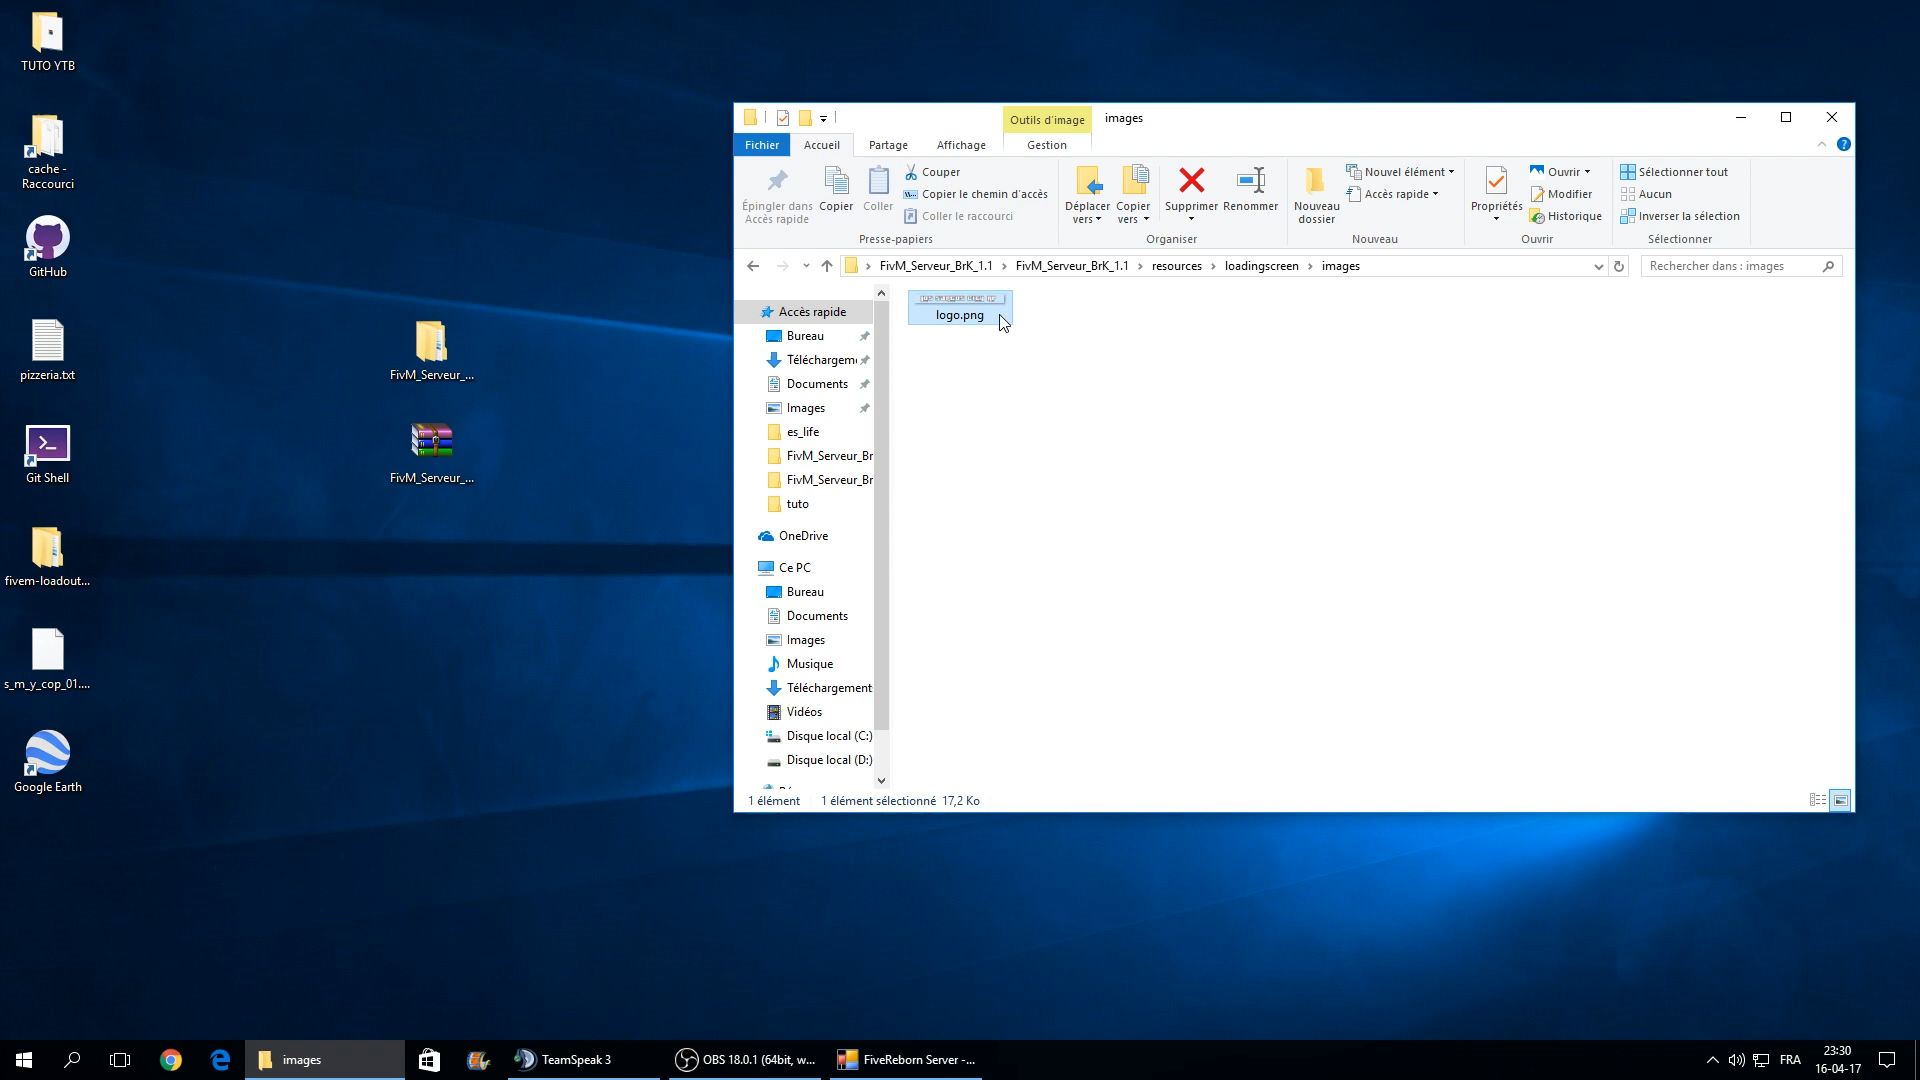 TUTO YTB
cache -
Raccourci
GitHub
pizzeria.txt
Git Shell
fivem-loadout...
s_m_y_cop_01....
Google Earth
FivM_Serveur_...
FivM_Serveur_...
Outils d'image
images
Fichier
Accueil
Partage
Affichage
Gestion
Épingler dans
Accès rapide
Copier
Coller
Couper
Copier le chemin d'accès
Coller le raccourci
Presse-papiers
Déplacer
vers
Copier
vers
Supprimer
Renommer
Organiser
Nouveau
dossier
Nouvel élément
Accès rapide
Nouveau
Propriétés
Ouvrir
Modifier
Historique
Ouvrir
Sélectionner tout
Aucun
Inverser la sélection
Sélectionner
FivM_Serveur_BrK_1.1 > FivM_Serveur_BrK_1.1 > resources > loadingscreen > images
Rechercher dans : images
Accès rapide
Bureau
Téléchargem
Documents
Images
es_life
FivM_Serveur_Br
FivM_Serveur_Br
tuto
OneDrive
Ce PC
Bureau
Documents
Images
Musique
Téléchargement
Vidéos
Disque local (C:)
Disque local (D:)
logo.png
1 élément
1 élément sélectionné 17,2 Ko
images
TeamSpeak 3
OBS 18.0.1 (64bit, w...
FiveReborn Server -...
FRA
23:30
16-04-17